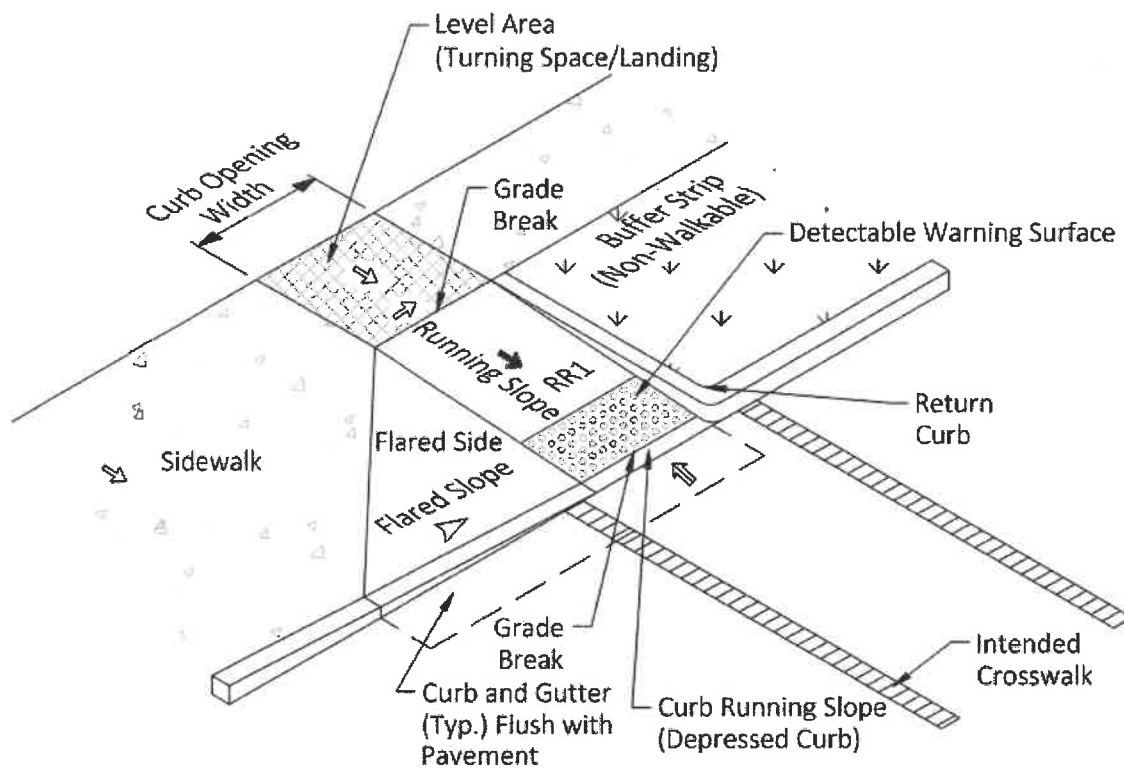 Level Area
(Turning Space/Landing)
Curb Opening
Width
Grade
Break
Buffer Strip
(Non-Walkable)
Detectable Warning Surface
Running Slope
RR1
Return
Curb
Sidewalk
Flared Side
Flared Slope
Grade
Break
Intended
Crosswalk
Curb and Gutter
(Typ.) Flush with
Pavement
Curb Running Slope
(Depressed Curb)